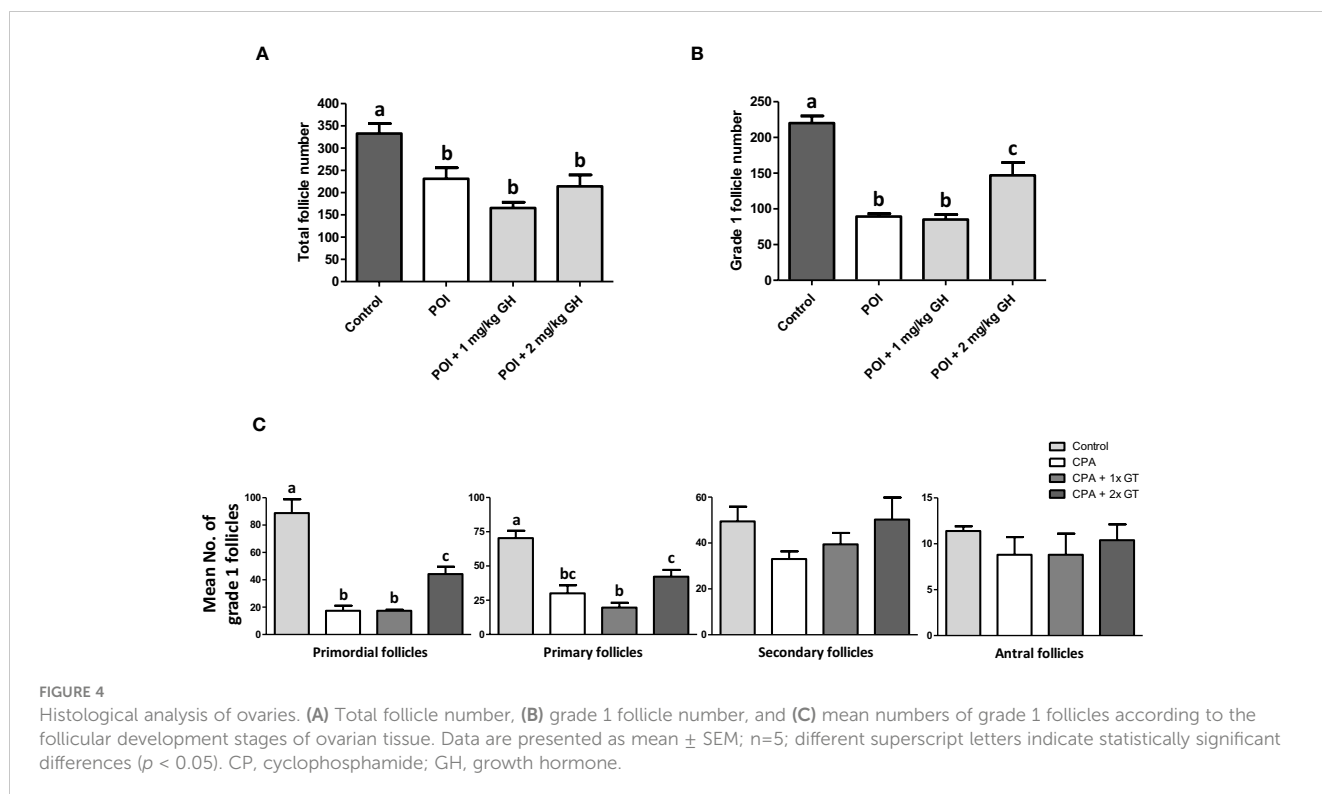 A
B
400
350
300
250
200
150
100
50
0
Total follicle number
a
b
b
b
Control
POI
POI + 1 mg/kg GH
POI + 2 mg/kg GH
250
200
150
100
50
0
Grade 1 follicle number
a
b
b
c
Control
POI
POI + 1 mg/kg GH
POI + 2 mg/kg GH
C
Control
CPA
CPA + 1x GT
CPA + 2x GT
Mean No. of
grade 1 follicles
100
80
60
40
20
0
a
b
b
c
Primordial follicles
100
75
50
25
0
a
bc
b
c
Primary follicles
60
40
20
0
Secondary follicles
15
10
5
0
Antral follicles
FIGURE 4
Histological analysis of ovaries. (A) Total follicle number, (B) grade 1 follicle number, and (C) mean numbers of grade 1 follicles according to the
follicular development stages of ovarian tissue. Data are presented as mean ± SEM; n=5; different superscript letters indicate statistically significant
differences (p < 0.05). CP, cyclophosphamide; GH, growth hormone.